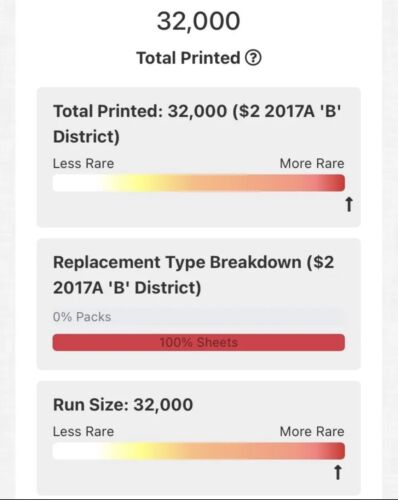 32,000
Total Printed ?
Total Printed: 32,000 ($2 2017A 'B'
District)
Less Rare More Rare
Replacement Type Breakdown ($2
2017A 'B' District)
0% Packs
100% Sheets
Run Size: 32,000
Less Rare More Rare